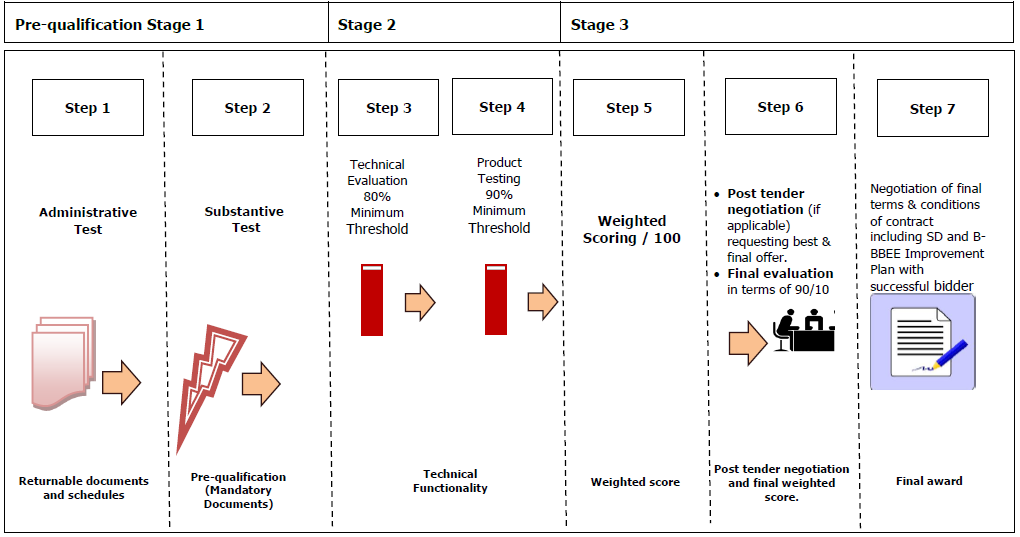 Pre-qualification Stage 1
Stage 2
Stage 3
Step 1
Step 2
Step 3
Step 4
Step 5
Step 6
Step 7
Administrative
Test
Substantive
Test
Technical
Evaluation
80%
Minimum
Threshold
Product
Testing
90%
Minimum
Threshold
Weighted
Scoring / 100
• Post tender
negotiation (if
applicable)
requesting best &
final offer.
• Final evaluation
in terms of 90/10
Negotiation of final
terms & conditions
of contract
including SD and B-
BBEE Improvement
Plan with
successful bidder
Returnable documents
and schedules
Pre-qualification
(Mandatory
Documents)
Technical
Functionality
Weighted score
Post tender negotiation
and final weighted
score.
Final award